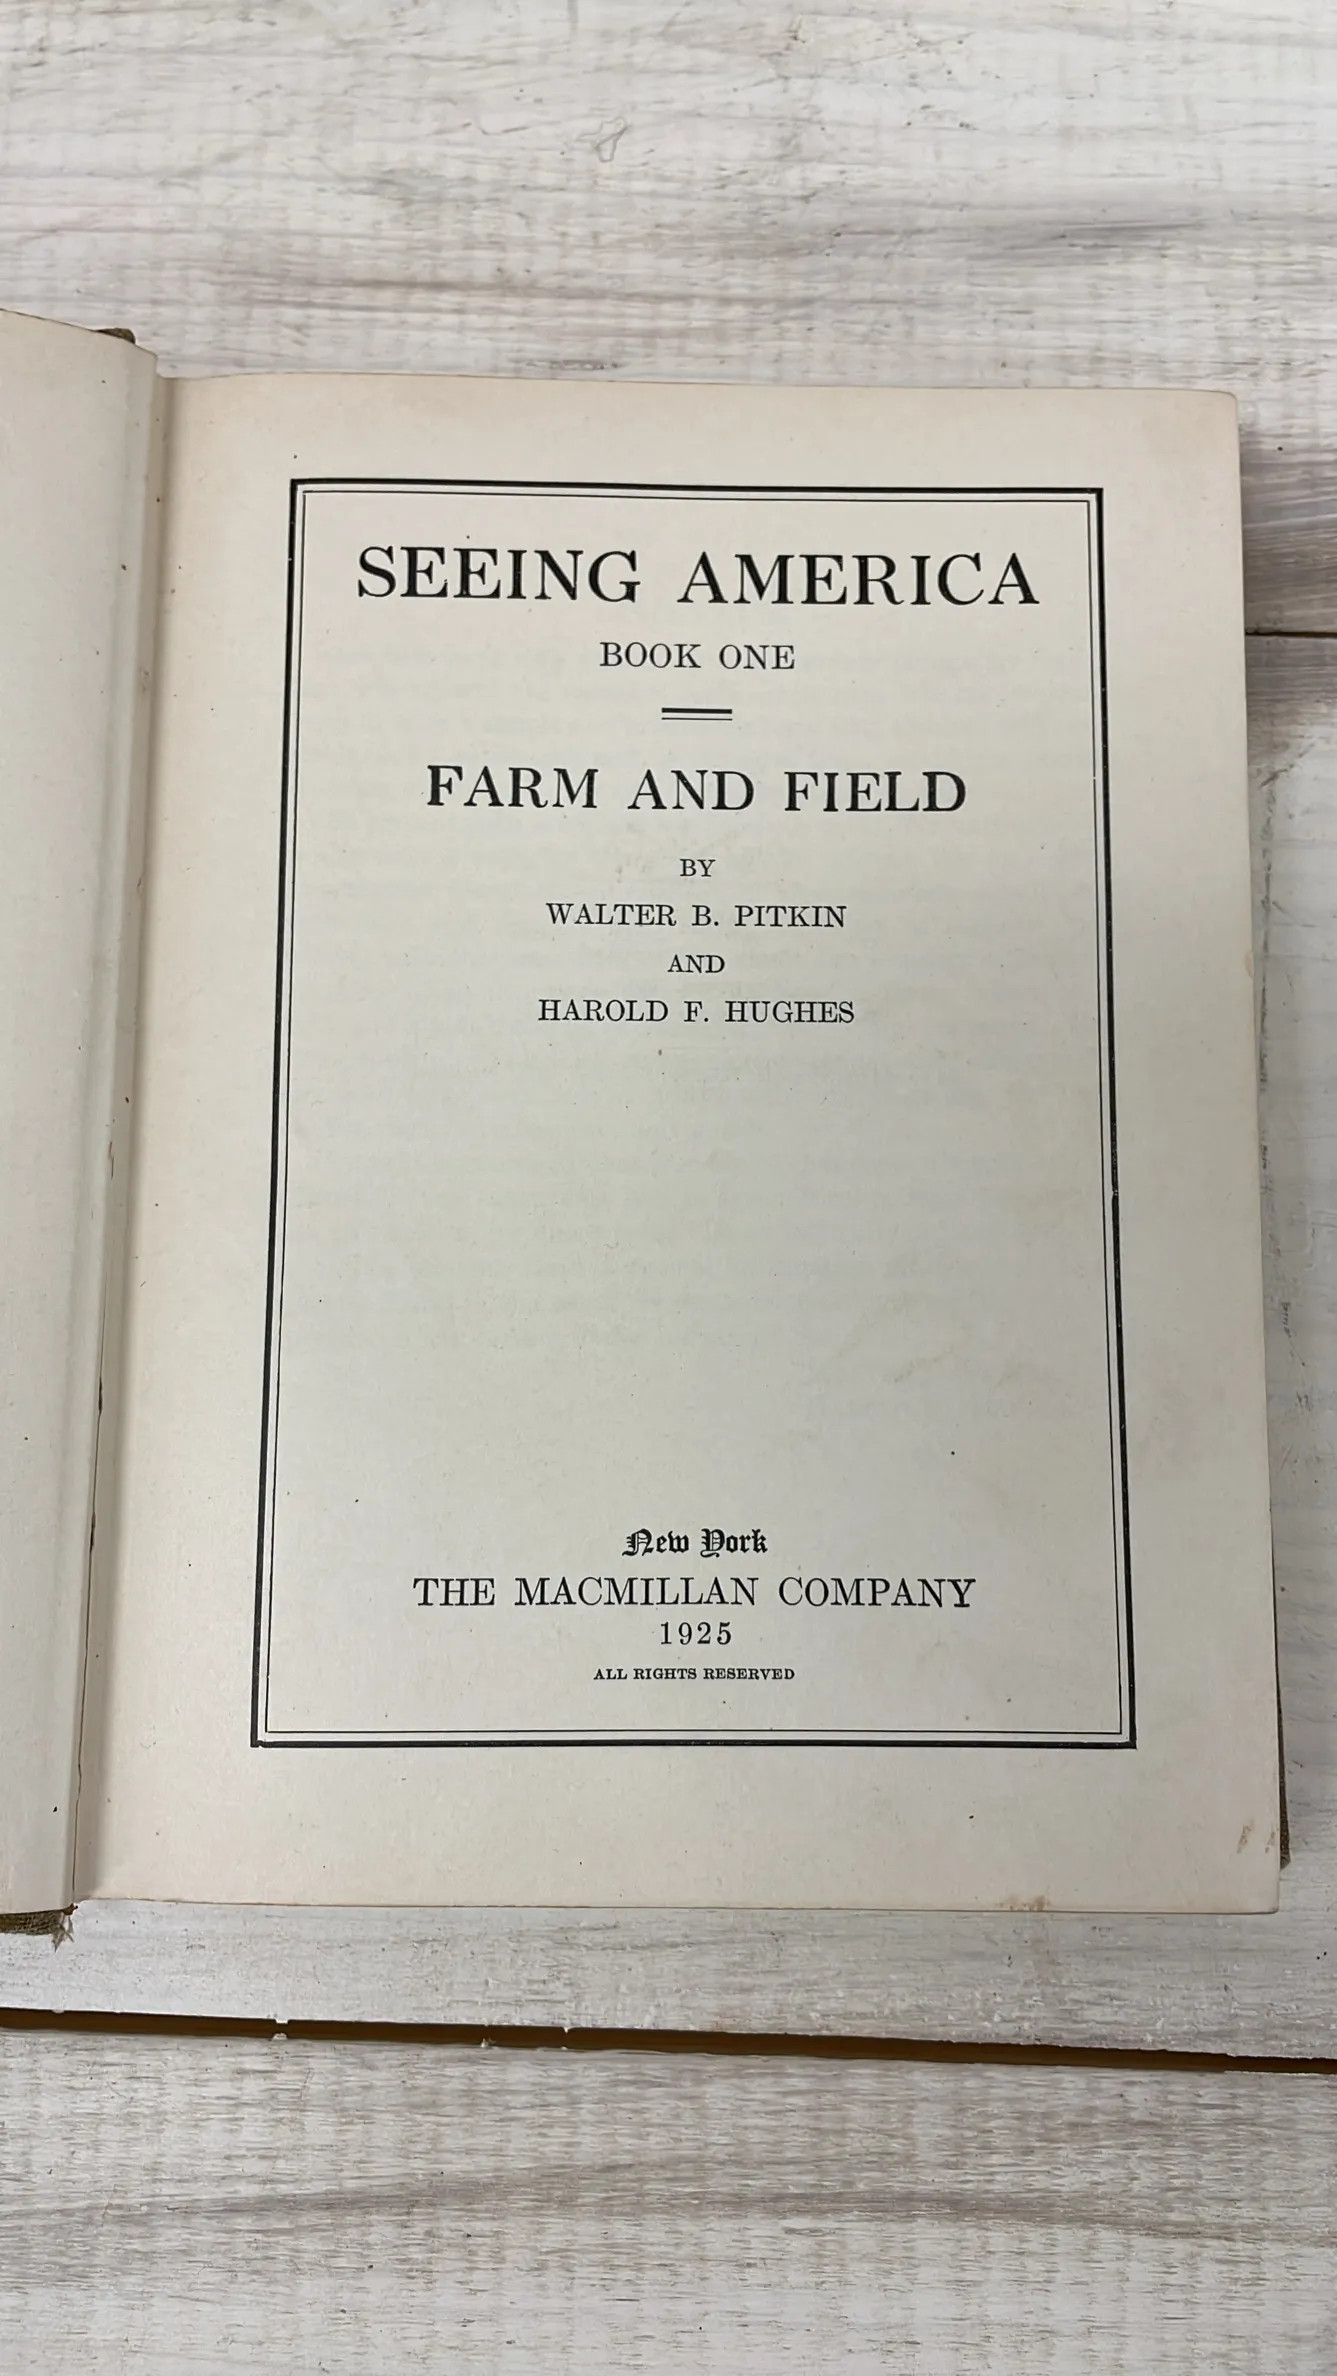 SEEING AMERICA
BOOK ONE
FARM AND FIELD
BY
WALTER B. PITKIN
AND
HAROLD F. HUGHES
New York
THE MACMILLAN COMPANY
1925
ALL RIGHTS RESERVED